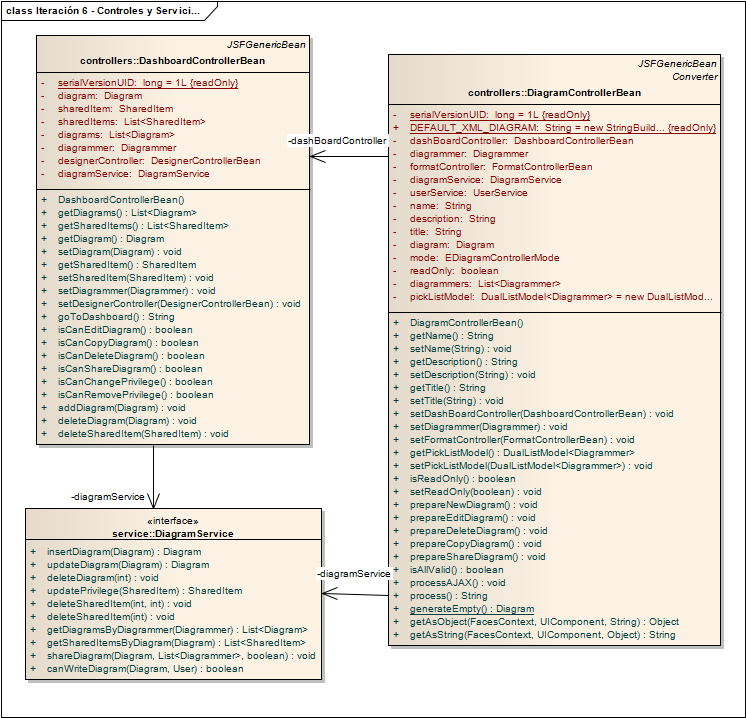 class Iteración 6 - Controles y Servici...
JSFGenericBean
controllers::DashboardControllerBean
- serialVersionUID: long = 1L {readOnly}
- diagram: Diagram
- sharedItem: SharedItem
- sharedItems: List<SharedItem>
- diagrams: List<Diagram>
- diagrammer: Diagrammer
- designerController: DesignerControllerBean
- diagramService: DiagramService
+ DashboardControllerBean()
+ getDiagrams() : List<Diagram>
+ getSharedItems() : List<SharedItem>
+ getDiagram() : Diagram
+ setDiagram(Diagram) : void
+ getSharedItem() : SharedItem
+ setSharedItem(SharedItem) : void
+ setDiagrammer(Diagrammer) : void
+ setDesignerController(DesignerControllerBean) : void
+ goToDashboard() : String
+ isCanEditDiagram() : boolean
+ isCanCopyDiagram() : boolean
+ isCanDeleteDiagram() : boolean
+ isCanShareDiagram() : boolean
+ isCanChangePrivilege() : boolean
+ isCanRemovePrivilege() : boolean
+ addDiagram(Diagram) : void
+ deleteDiagram(Diagram) : void
+ deleteSharedItem(SharedItem) : void
-dashBoardController
JSFGenericBean
Converter
controllers::DiagramControllerBean
- serialVersionUID: long = 1L {readOnly}
+ DEFAULT_XML_DIAGRAM: String = new StringBuild... {readOnly}
- dashBoardController: DashboardControllerBean
- diagrammer: Diagrammer
- formatController: FormatControllerBean
- diagramService: DiagramService
- userService: UserService
- name: String
- description: String
- title: String
- diagram: Diagram
- mode: EDiagramControllerMode
- readOnly: boolean
- diagrammers: List<Diagrammer>
- pickListModel: DualListModel<Diagrammer> = new DualListMod...
+ DiagramControllerBean()
+ getName() : String
+ setName(String) : void
+ getDescription() : String
+ setDescription(String) : void
+ getTitle() : String
+ setTitle(String) : void
+ setDashBoardController(DashboardControllerBean) : void
+ setDiagrammer(Diagrammer) : void
+ setFormatController(FormatControllerBean) : void
+ getPickListModel() : DualListModel<Diagrammer>
+ setPickListModel(DualListModel<Diagrammer>) : void
+ isReadOnly() : boolean
+ setReadOnly(boolean) : void
+ prepareNewDiagram() : void
+ prepareEditDiagram() : void
+ prepareDeleteDiagram() : void
+ prepareCopyDiagram() : void
+ prepareShareDiagram() : void
+ isAllValid() : boolean
+ processAJAX() : void
+ process() : String
+ generateEmpty() : Diagram
+ getAsObject(FacesContext, UIComponent, String) : Object
+ getAsString(FacesContext, UIComponent, Object) : String
-diagramService
-diagramService
«interface»
service::DiagramService
+ insertDiagram(Diagram) : Diagram
+ updateDiagram(Diagram) : Diagram
+ deleteDiagram(int) : void
+ updatePrivilege(SharedItem) : SharedItem
+ deleteSharedItem(int, int) : void
+ deleteSharedItem(int) : void
+ getDiagramsByDiagrammer(Diagrammer) : List<Diagram>
+ getSharedItemsByDiagram(Diagram) : List<SharedItem>
+ shareDiagram(Diagram, List<Diagrammer>, boolean) : void
+ canWriteDiagram(Diagram, User) : boolean